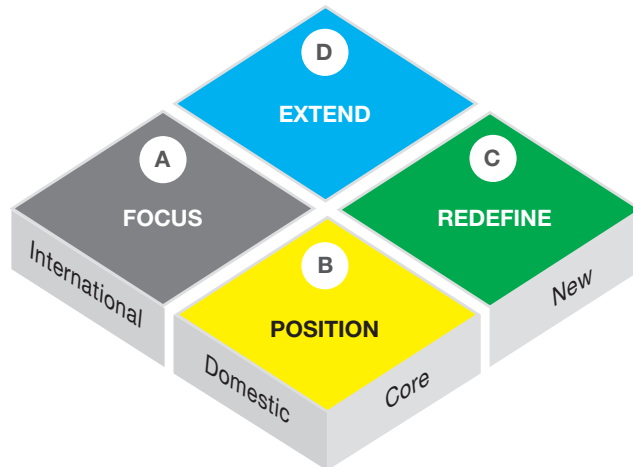 D
EXTEND
A
FOCUS
C
REDEFINE
B
POSITION
International
Domestic
Core
New